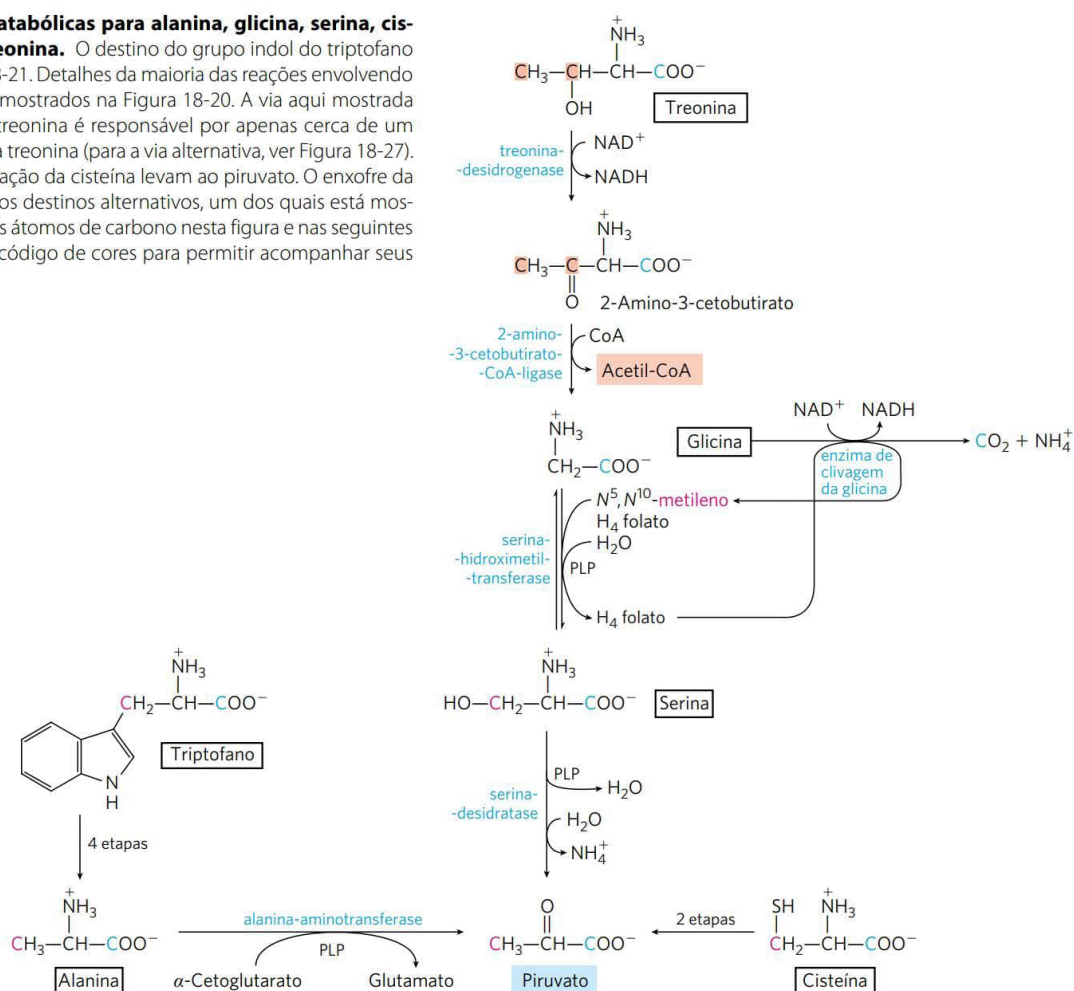 atabólicas para alanina, glicina, serina, cis-
eonina. O destino do grupo indol do triptofano
3-21. Detalhes da maioria das reações envolvendo
mostrados na Figura 18-20. A via aqui mostrada
treonina é responsável por apenas cerca de um
a treonina (para a via alternativa, ver Figura 18-27).
ação da cisteína levam ao piruvato. O enxofre da
os destinos alternativos, um dos quais está mos-
s átomos de carbono nesta figura e nas seguintes
código de cores para permitir acompanhar seus
+
NH3
CH3—CH—CH—COO−
OH
Treonina
treonina-
-desidrogenase
NAD+
NADH
+
NH3
CH3—C—CH—COO−
O
2-Amino-3-cetobutirato
2-amino-
-3-cetobutirato-
-CoA-ligase
CoA
Acetil-CoA
+
NH3
CH2—COO−
Glicina
NAD+ NADH
CO2 + NH4+
enzima de
clivagem
da glicina
N5, N10-metileno
H4 folato
H2O
serina-
-hidroximetil-
-transferase
PLP
H4 folato
+
NH3
HO—CH2—CH—COO−
Serina
+
NH3
CH2—CH—COO−
N
H
Triptofano
PLP
H2O
serina-
-desidratase
H2O
NH4+
4 etapas
+
NH3
CH3—CH—COO−
Alanina
alanina-aminotransferase
PLP
α-Cetoglutarato
Glutamato
O
CH3—CH—COO−
Piruvato
2 etapas
SH
+
NH3
CH2—CH—COO−
Cisteína